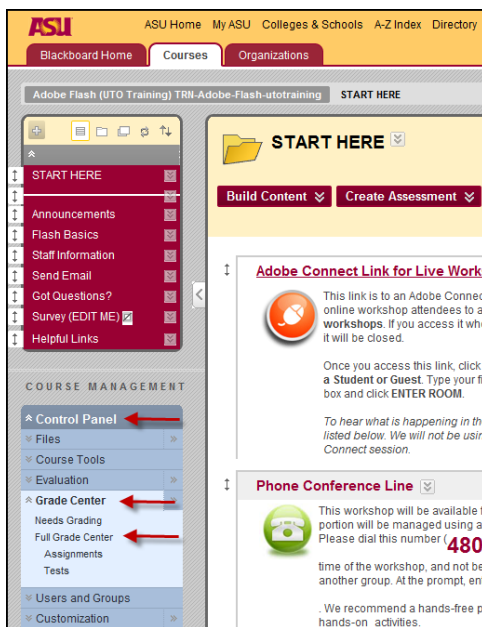 ASU
ASU Home My ASU Colleges & Schools A-Z Index Directory
Blackboard Home Courses Organizations
Adobe Flash (UTO Training) TRN-Adobe-Flash-utotraining START HERE
START HERE
Announcements
Flash Basics
Staff Information
Send Email
Got Questions?
Survey (EDIT ME)
Helpful Links
COURSE MANAGEMENT
Control Panel
Files
Course Tools
Evaluation
Grade Center
Needs Grading
Full Grade Center
Assignments
Tests
Users and Groups
Customization
START HERE
Build Content Create Assessment
Adobe Connect Link for Live Work
This link is to an Adobe Connec
online workshop attendees to a
workshops. If you access it whe
it will be closed.
Once you access this link, click
a Student or Guest. Type your fi
box and click ENTER ROOM.
To hear what is happening in th
listed below. We will not be usin
Connect session.
Phone Conference Line
This workshop will be available
portion will be managed using a
Please dial this number (480
time of the workshop, and not be
another group. At the prompt, en
. We recommend a hands-free p
hands-on activities.